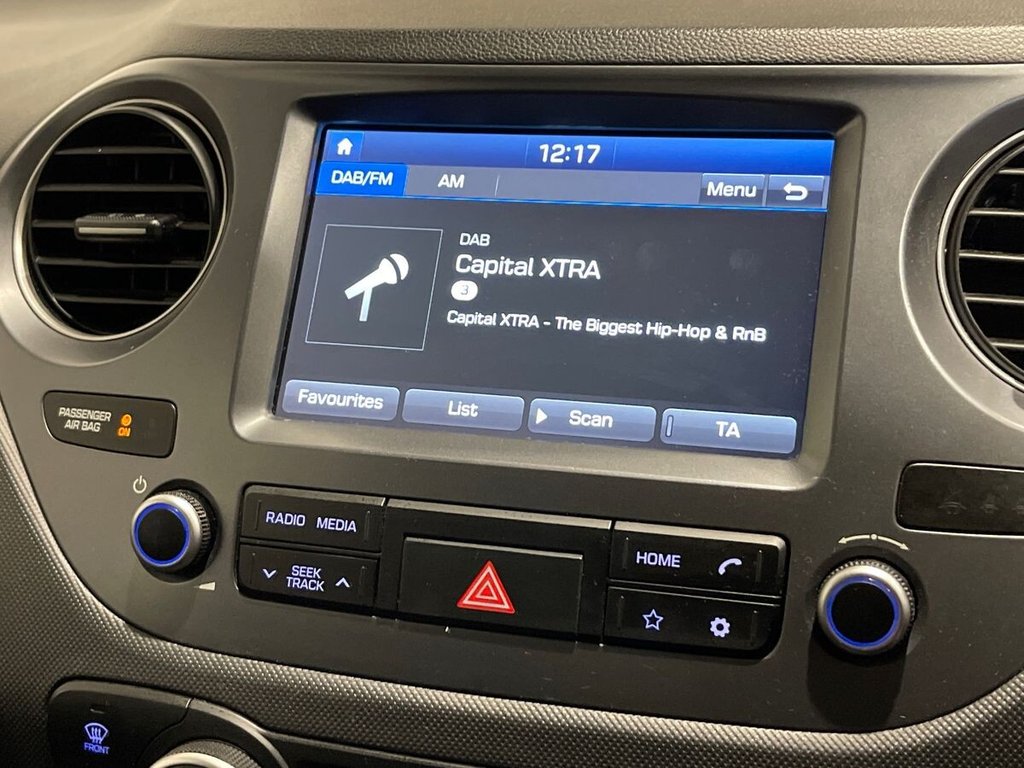 12:17
DAB/FM AM Menu
DAB
Capital XTRA
3
Capital XTRA - The Biggest Hip-Hop & RnB
Favourites List Scan TA
PASSENGER
AIR BAG ON
RADIO MEDIA
SEEK
TRACK
HOME
FRONT